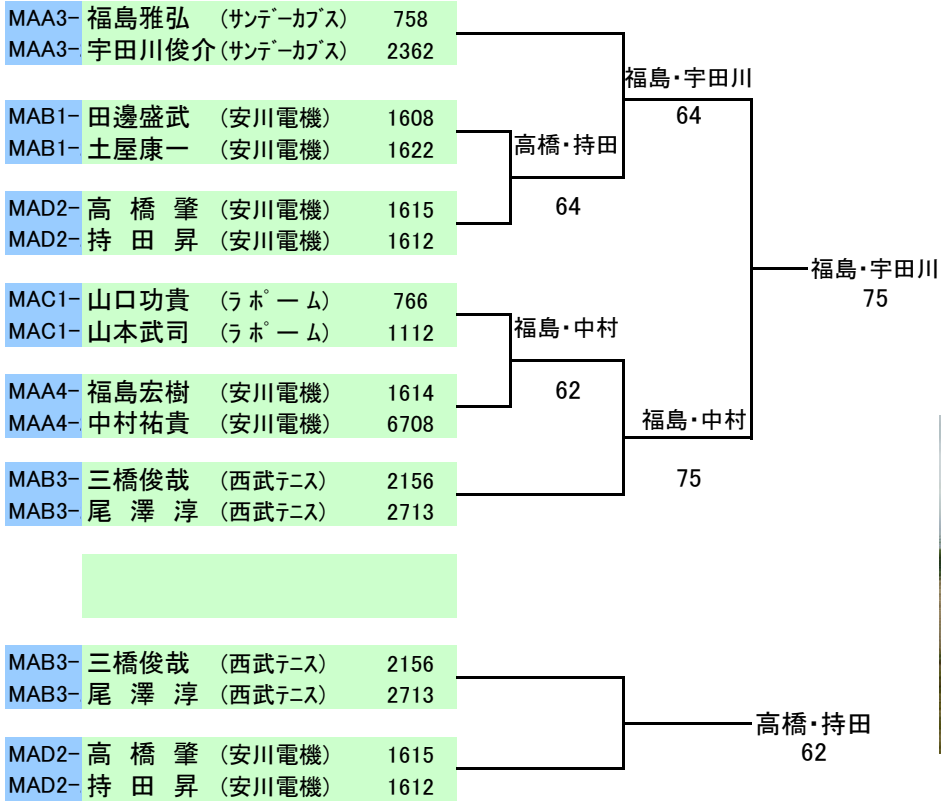 MAA3- 福島雅弘 (サンデーカブス) 758
MAA3- 宇田川俊介 (サンデーカブス) 2362
福島・宇田川
64
MAB1- 田邊盛武 (安川電機) 1608
MAB1- 土屋康一 (安川電機) 1622
高橋・持田
64
MAD2- 高橋肇 (安川電機) 1615
MAD2- 持田昇 (安川電機) 1612
福島・宇田川
75
MAC1- 山口功貴 (ラポーム) 766
MAC1- 山本武司 (ラポーム) 1112
福島・中村
62
MAA4- 福島宏樹 (安川電機) 1614
MAA4- 中村祐貴 (安川電機) 6708
福島・中村
75
MAB3- 三橋俊哉 (西武テニス) 2156
MAB3- 尾澤淳 (西武テニス) 2713
MAB3- 三橋俊哉 (西武テニス) 2156
MAB3- 尾澤淳 (西武テニス) 2713
高橋・持田
62
MAD2- 高橋肇 (安川電機) 1615
MAD2- 持田昇 (安川電機) 1612